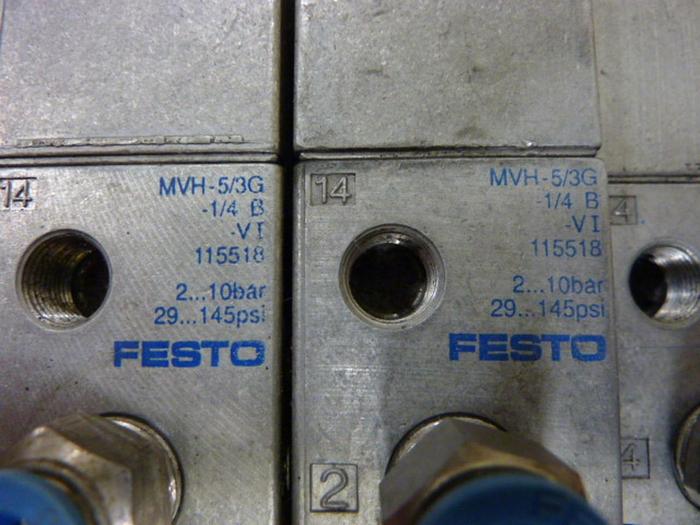 14
MVH-5/3G
-1/4 B
-VI
115518
2...10bar
29...145psi
FESTO
14
MVH-5/3G
-1/4 B
-VI
115518
2...10bar
29...145psi
FESTO
2
4
4